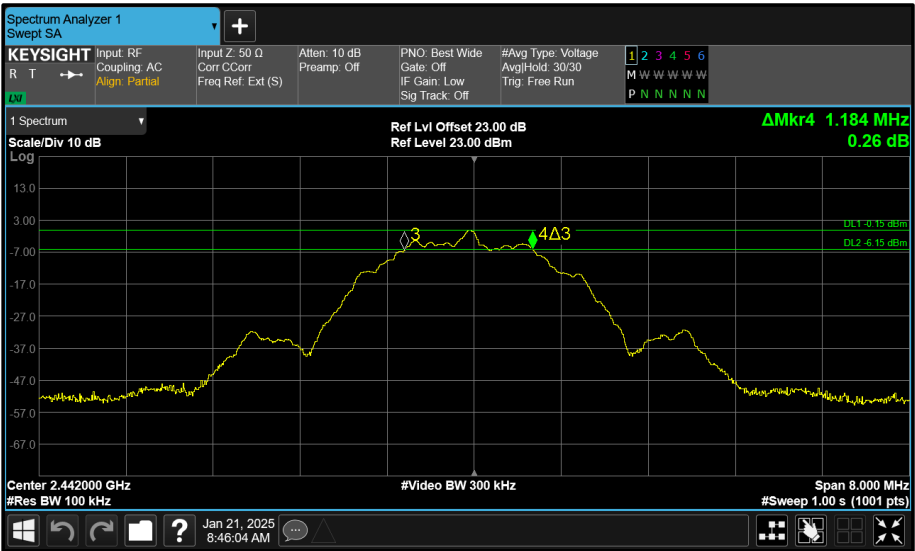 Spectrum Analyzer 1
Swept SA
+
KEYSIGHT
R T
LXI
Input: RF
Coupling: AC
Align: Partial
Input Z: 50 Ω
Corr CCorr
Freq Ref: Ext (S)
Atten: 10 dB
Preamp: Off
PNO: Best Wide
Gate: Off
IF Gain: Low
Sig Track: Off
#Avg Type: Voltage
Avg|Hold: 30/30
Trig: Free Run
1 2 3 4 5 6
M W W W W W
P N N N N N
1 Spectrum
Scale/Div 10 dB
Log
Ref Lvl Offset 23.00 dB
Ref Level 23.00 dBm
ΔMkr4 1.184 MHz
0.26 dB
13.0
3.00
-7.00
-17.0
-27.0
-37.0
-47.0
-57.0
-67.0
3
4Δ3
DL1 -0.15 dBm
DL2 -6.15 dBm
Center 2.442000 GHz
#Video BW 300 kHz
Span 8.000 MHz
#Res BW 100 kHz
#Sweep 1.00 s (1001 pts)
?
Jan 21, 2025
8:46:04 AM